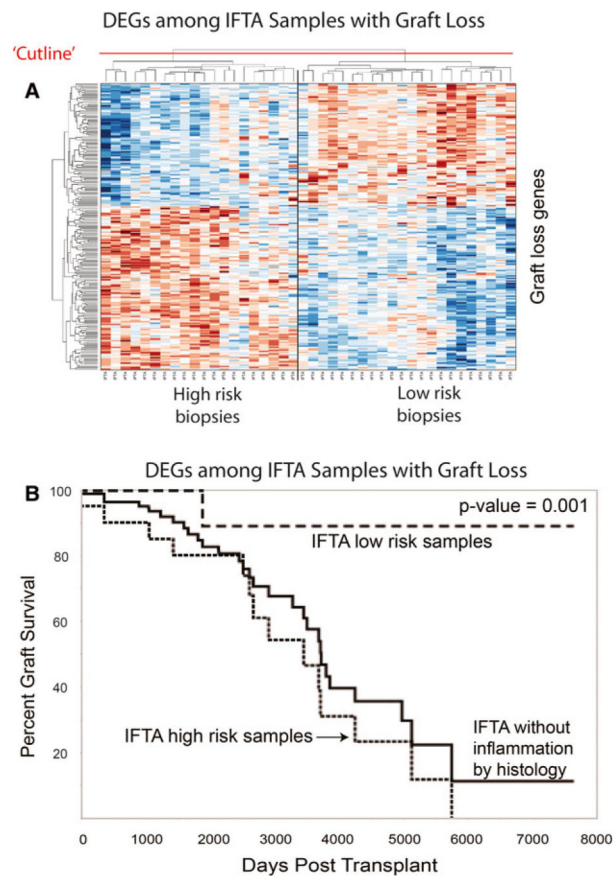 DEGs among IFTA Samples with Graft Loss
'Cutline'
A
Graft loss genes
High risk
biopsies
Low risk
biopsies
DEGs among IFTA Samples with Graft Loss
B
100
80
60
40
20
Percent Graft Survival
p-value = 0.001
IFTA low risk samples
IFTA high risk samples
IFTA without
inflammation
by histology
0
1000
2000
3000
4000
5000
6000
7000
8000
Days Post Transplant